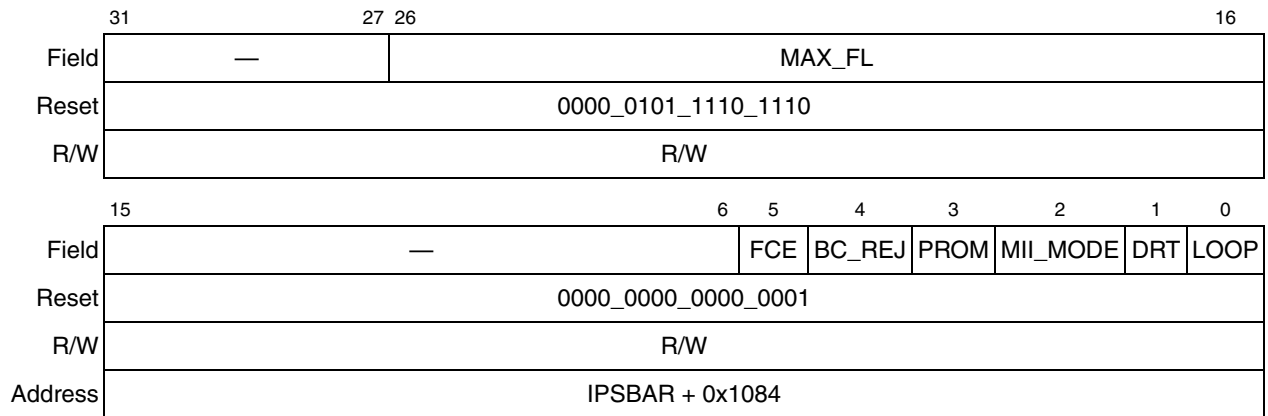 31 27 26 16
Field — MAX_FL
Reset 0000_0101_1110_1110
R/W R/W
15 6 5 4 3 2 1 0
Field — FCE BC_REJ PROM MII_MODE DRT LOOP
Reset 0000_0000_0000_0001
R/W R/W
Address IPSBAR + 0x1084